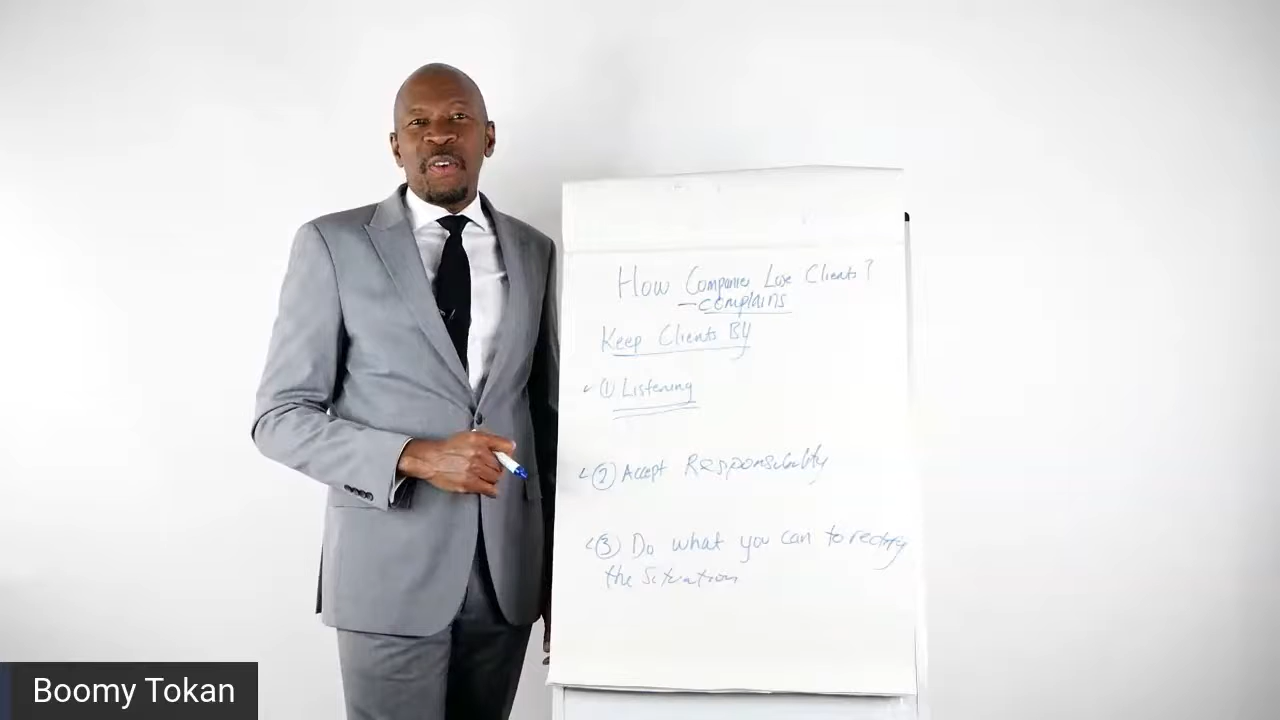 How Companies Lose Clients?
- complains
Keep Clients By
① Listening
② Accept Responsibility
③ Do what you can to rectify
the Situation
Boomy Tokan